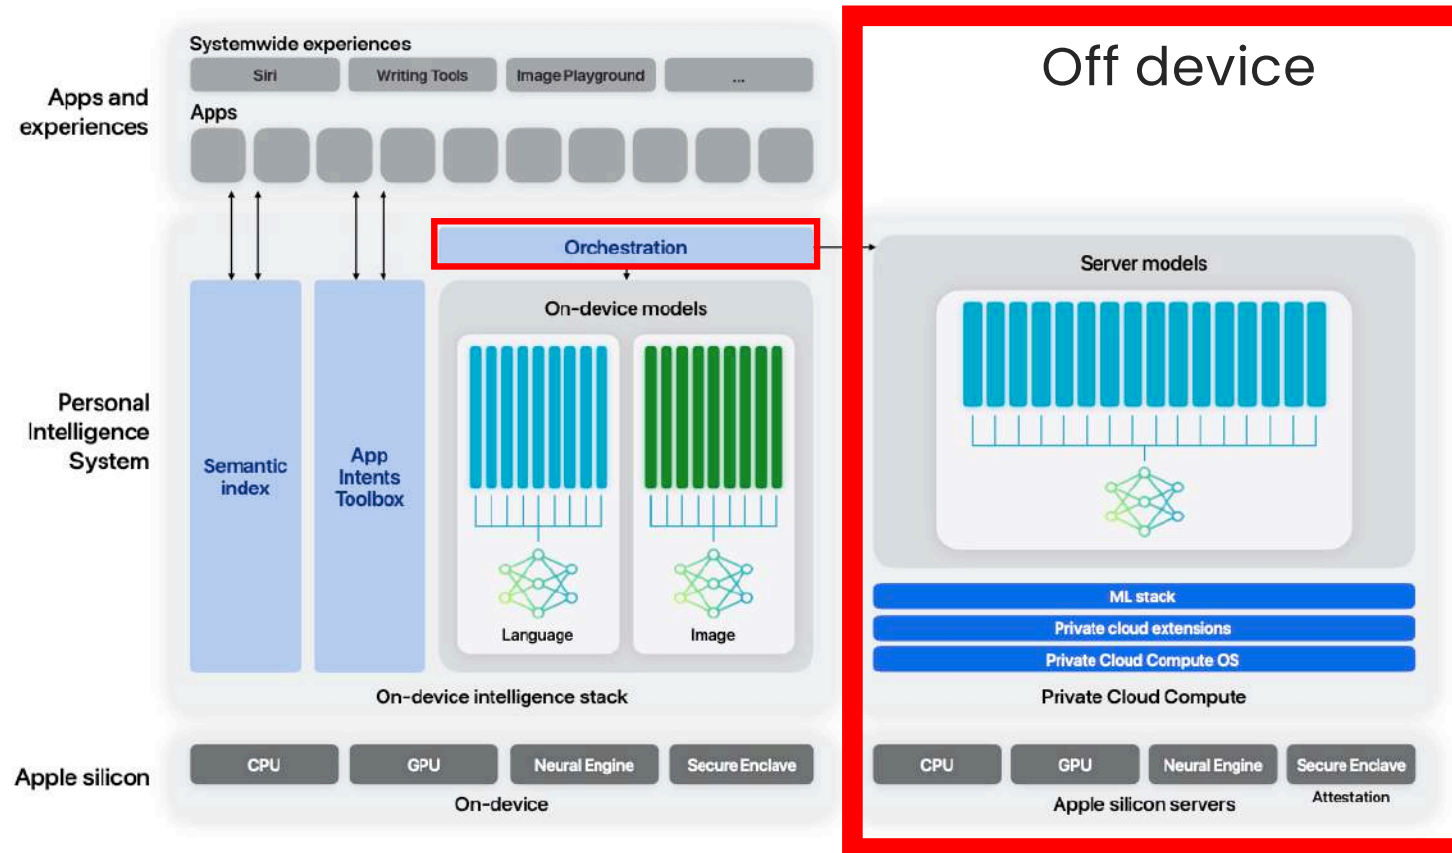 Off device
Systemwide experiences
Siri
Writing Tools
Image Playground
...
Apps and
experiences
Apps
Orchestration
Server models
On-device models
Personal
Intelligence
System
Semantic
index
App
Intents
Toolbox
Language
Image
ML stack
Private cloud extensions
Private Cloud Compute OS
On-device intelligence stack
Private Cloud Compute
Apple silicon
CPU
GPU
Neural Engine
Secure Enclave
On-device
CPU
GPU
Neural Engine
Secure Enclave
Apple silicon servers
Attestation